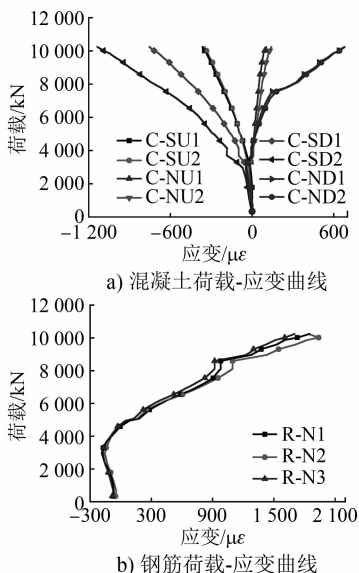 12 000
10 000
8 000
6 000
4 000
2 000
0
荷载/kN
C-SU1
C-SU2
C-NU1
C-NU2
C-SD1
C-SD2
C-ND1
C-ND2
-1 200
-600
0
600
应变/με
a) 混凝土荷载-应变曲线
12 000
10 000
8 000
6 000
4 000
2 000
0
荷载/kN
R-N1
R-N2
R-N3
-300
300
900
1 500
2 100
应变/με
b) 钢筋荷载-应变曲线